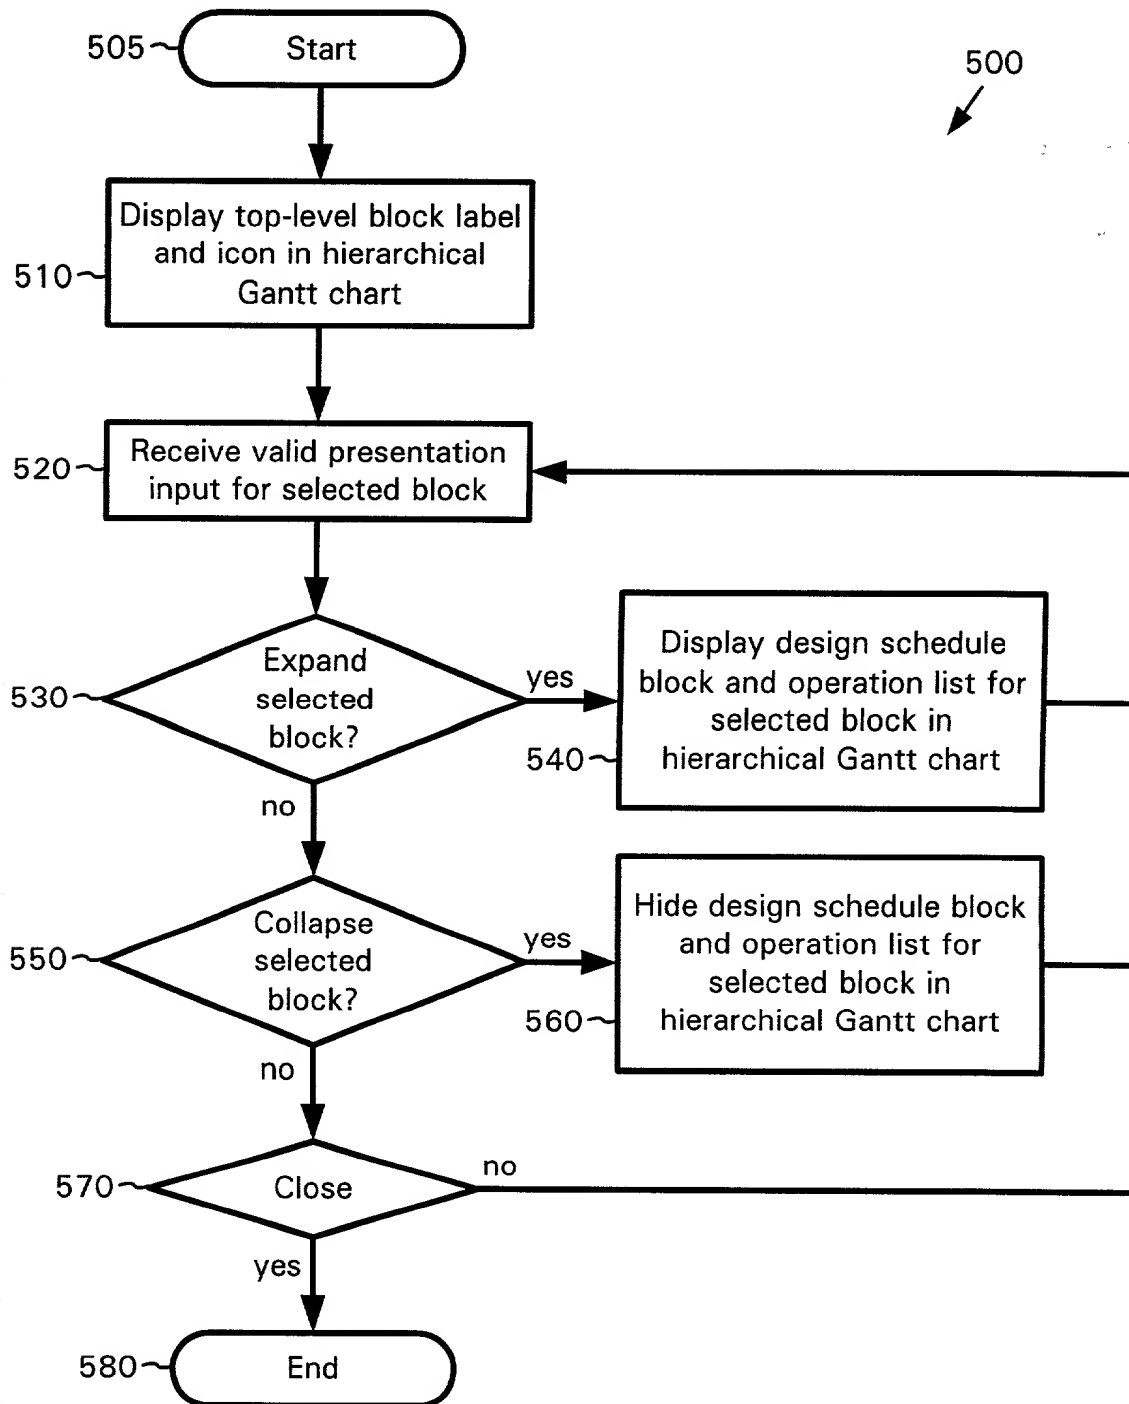 505
Start
500
Display top-level block label
and icon in hierarchical
Gantt chart
510
Receive valid presentation
input for selected block
520
Expand
selected
block?
530
yes
no
Display design schedule
block and operation list for
selected block in
hierarchical Gantt chart
540
Collapse
selected
block?
550
yes
no
Hide design schedule block
and operation list for
selected block in
hierarchical Gantt chart
560
Close
570
no
yes
End
580